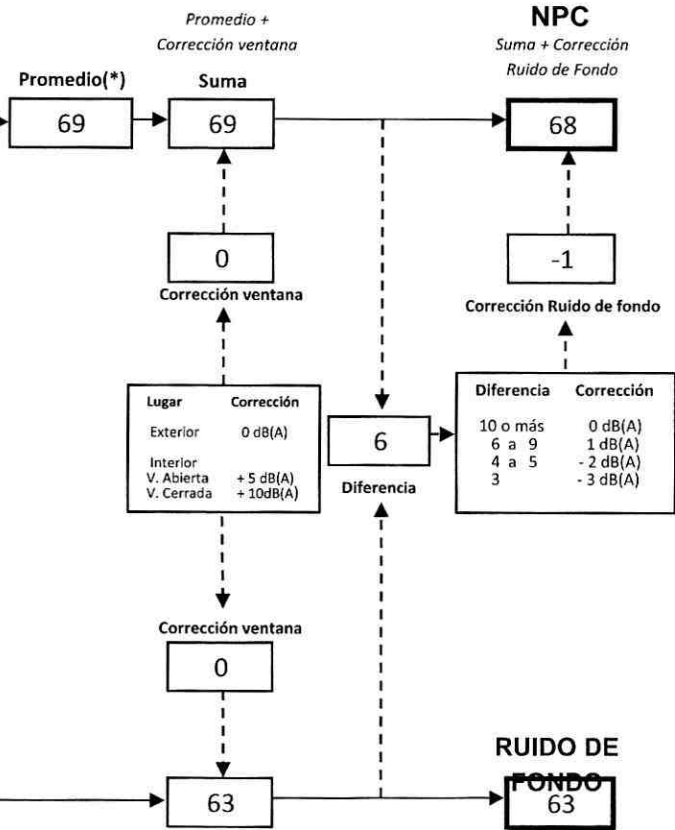 Promedio +
Corrección ventana
NPC
Suma + Corrección
Ruido de Fondo
Promedio(*)
Suma
69
69
68
0
-1
Corrección ventana
Corrección Ruido de fondo
Lugar Corrección
Exterior 0 dB(A)
Interior
V. Abierta + 5 dB(A)
V. Cerrada + 10dB(A)
6
Diferencia
Diferencia Corrección
10 o más 0 dB(A)
6 a 9 1 dB(A)
4 a 5 - 2 dB(A)
3 - 3 dB(A)
Corrección ventana
0
63
RUIDO DE
FONDO
63